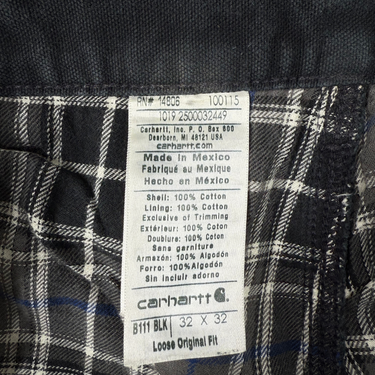 RN# 14806 100115
1019 2500032449
Carhartt, Inc. P. O. Box 600
Dearborn, MI 48121 USA
carhartt.com
Made in Mexico
Fabriqué au Mexique
Hecho en México
Shell: 100% Cotton
Lining: 100% Cotton
Exclusive of Trimming
Extérieur: 100% Coton
Doublure: 100% Coton
Sans garniture
Armazón: 100% Algodón
Forro: 100% Algodón
Sin incluir adorno
carhartt
B111 BLK 32 X 32
Loose Original Fit